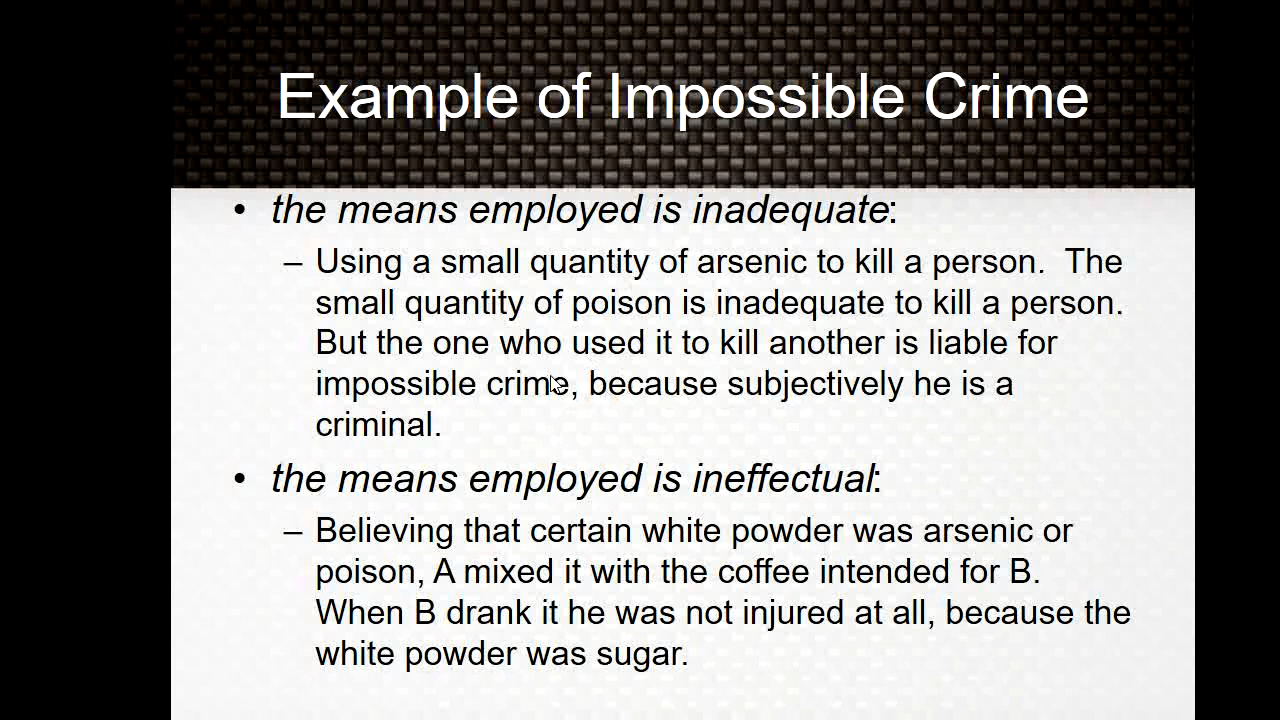 Example of Impossible Crime
• the means employed is inadequate:
– Using a small quantity of arsenic to kill a person.  The
small quantity of poison is inadequate to kill a person.
But the one who used it to kill another is liable for
impossible crime, because subjectively he is a
criminal.
• the means employed is ineffectual:
– Believing that certain white powder was arsenic or
poison, A mixed it with the coffee intended for B.
When B drank it he was not injured at all, because the
white powder was sugar.